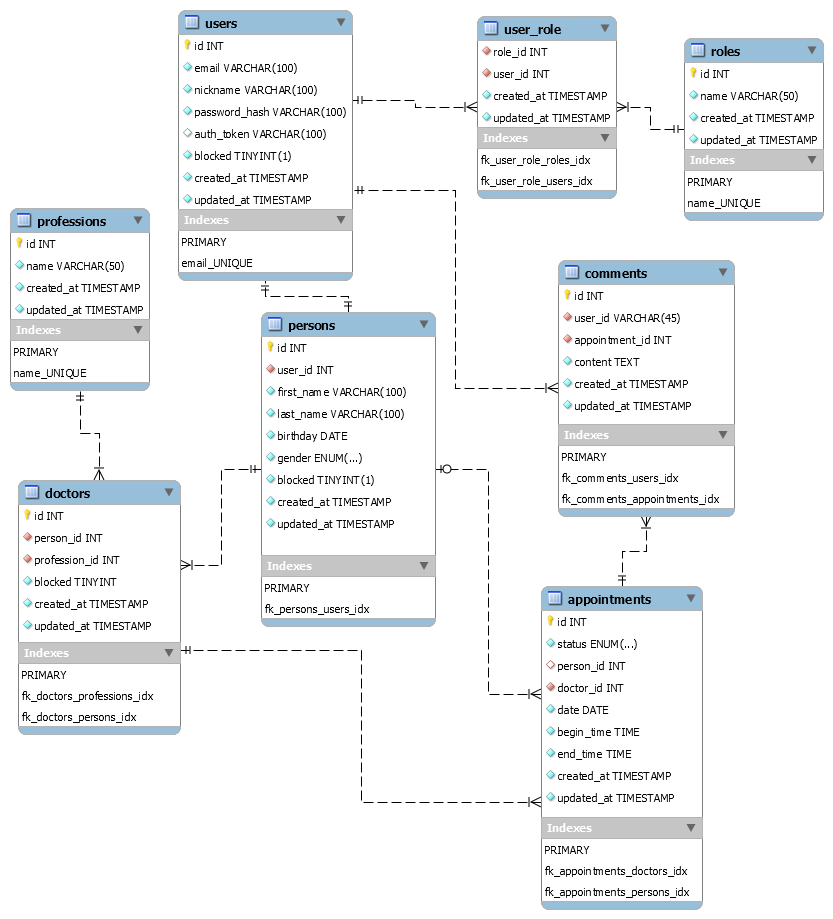 users
id INT
email VARCHAR(100)
nickname VARCHAR(100)
password_hash VARCHAR(100)
auth_token VARCHAR(100)
blocked TINYINT(1)
created_at TIMESTAMP
updated_at TIMESTAMP
Indexes
PRIMARY
email_UNIQUE
user_role
role_id INT
user_id INT
created_at TIMESTAMP
updated_at TIMESTAMP
Indexes
fk_user_role_roles_idx
fk_user_role_users_idx
roles
id INT
name VARCHAR(50)
created_at TIMESTAMP
updated_at TIMESTAMP
Indexes
PRIMARY
name_UNIQUE
professions
id INT
name VARCHAR(50)
created_at TIMESTAMP
updated_at TIMESTAMP
Indexes
PRIMARY
name_UNIQUE
persons
id INT
user_id INT
first_name VARCHAR(100)
last_name VARCHAR(100)
birthday DATE
gender ENUM(...)
blocked TINYINT(1)
created_at TIMESTAMP
updated_at TIMESTAMP
Indexes
PRIMARY
fk_persons_users_idx
comments
id INT
user_id VARCHAR(45)
appointment_id INT
content TEXT
created_at TIMESTAMP
updated_at TIMESTAMP
Indexes
PRIMARY
fk_comments_users_idx
fk_comments_appointments_idx
doctors
id INT
person_id INT
profession_id INT
blocked TINYINT
created_at TIMESTAMP
updated_at TIMESTAMP
Indexes
PRIMARY
fk_doctors_professions_idx
fk_doctors_persons_idx
appointments
id INT
status ENUM(...)
person_id INT
doctor_id INT
date DATE
begin_time TIME
end_time TIME
created_at TIMESTAMP
updated_at TIMESTAMP
Indexes
PRIMARY
fk_appointments_doctors_idx
fk_appointments_persons_idx